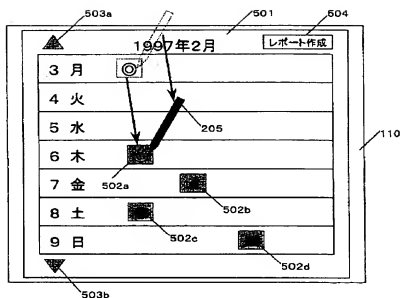 503a 501 504
1997年2月 レポート作成
3 月
4 火
5 水 205
110
6 木
502a
7 金
502b
8 土
502c
9 日
502d
503b